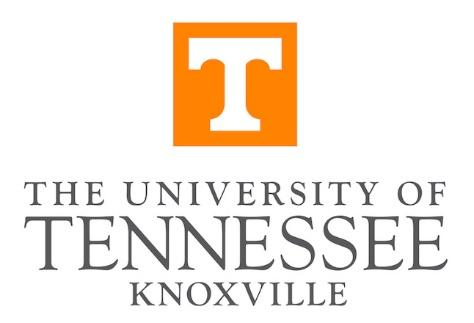 T
THE UNIVERSITY OF
TENNESSEE
KNOXVILLE